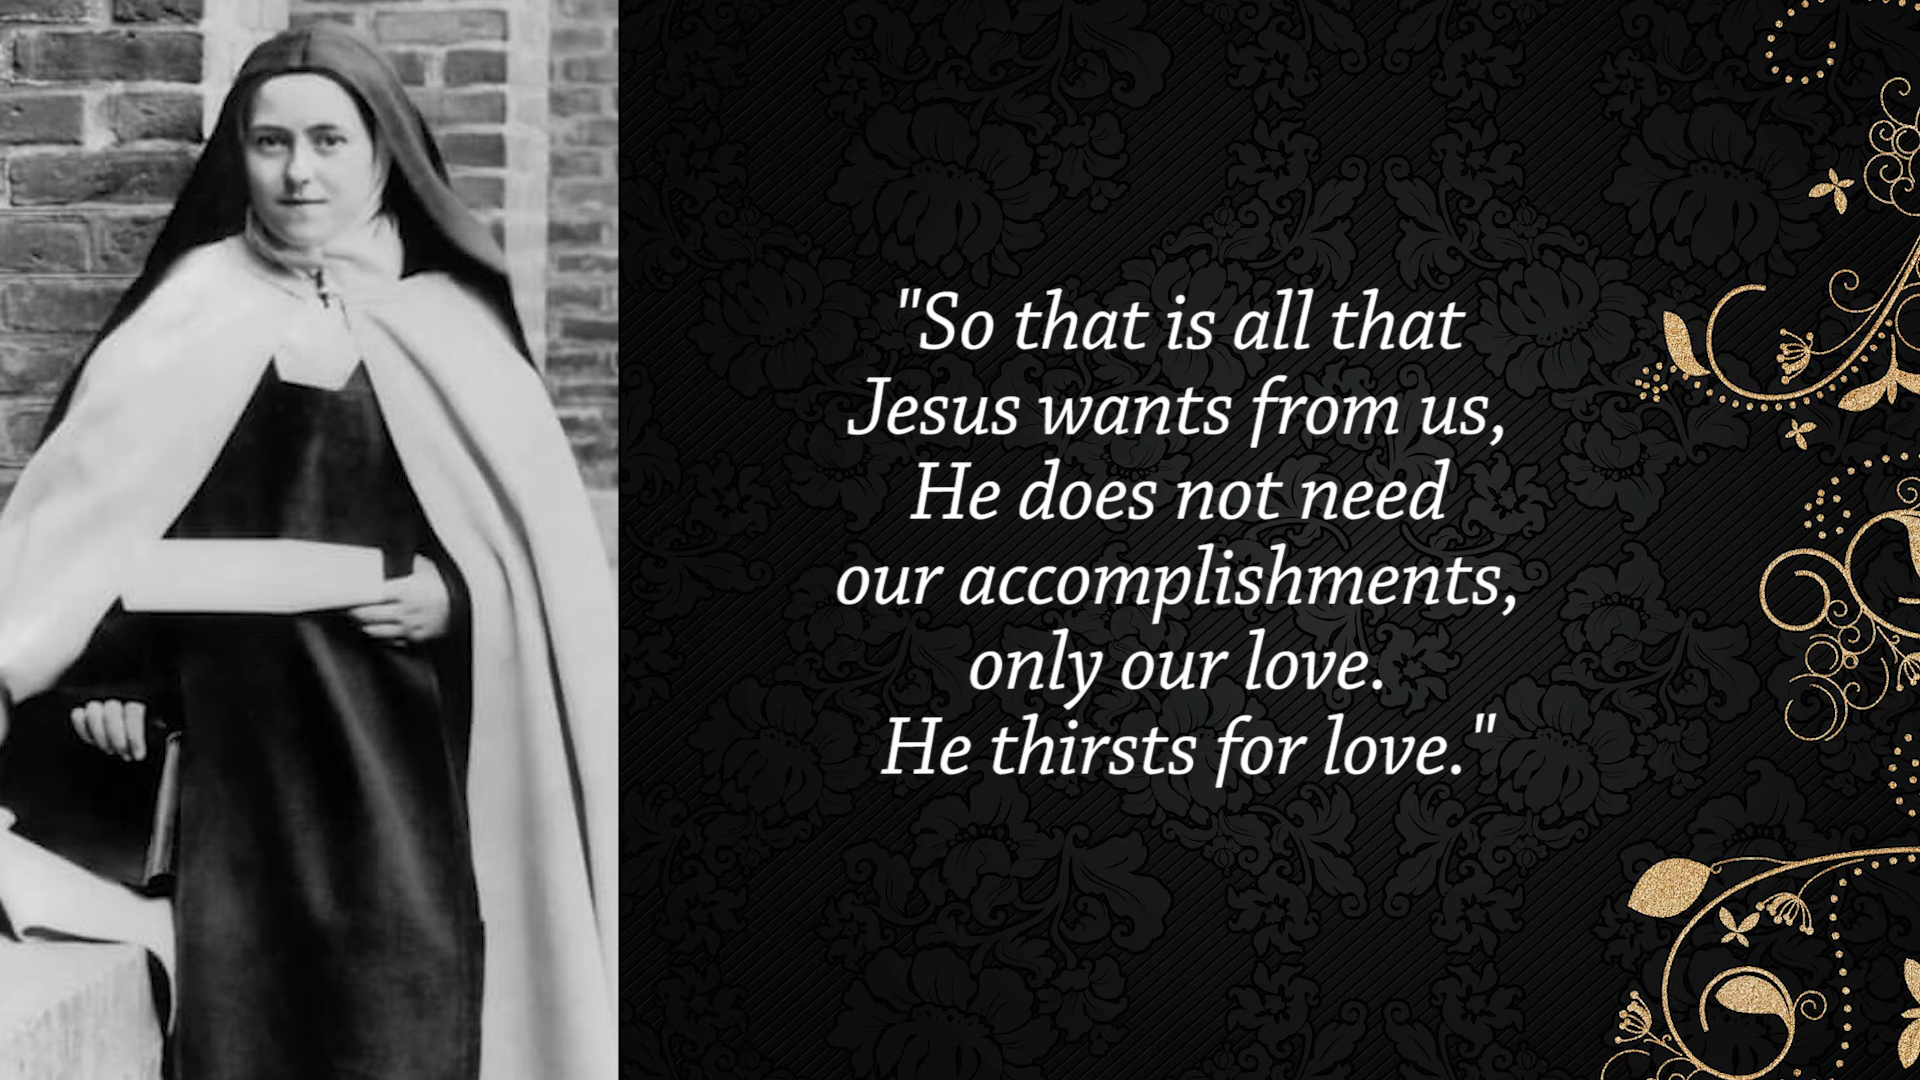 "So that is all that
Jesus wants from us,
He does not need
our accomplishments,
only our love.
He thirsts for love."